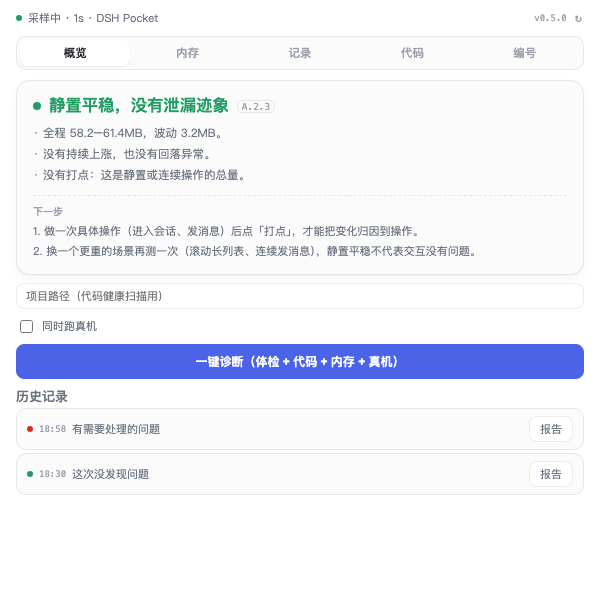 采样中 · 1s · DSH Pocket
v0.5.0 ↻
概览 内存 记录 代码 编号
静置平稳，没有泄漏迹象 A.2.3
· 全程 58.2—61.4MB，波动 3.2MB。
· 没有持续上涨，也没有回落异常。
· 没有打点：这是静置或连续操作的总量。
下一步
1. 做一次具体操作（进入会话、发消息）后点「打点」，才能把变化归因到操作。
2. 换一个更重的场景再测一次（滚动长列表、连续发消息），静置平稳不代表交互没有问题。
项目路径（代码健康扫描用）
同时跑真机
一键诊断（体检 + 代码 + 内存 + 真机）
历史记录
18:58 有需要处理的问题 报告
18:30 这次没发现问题 报告